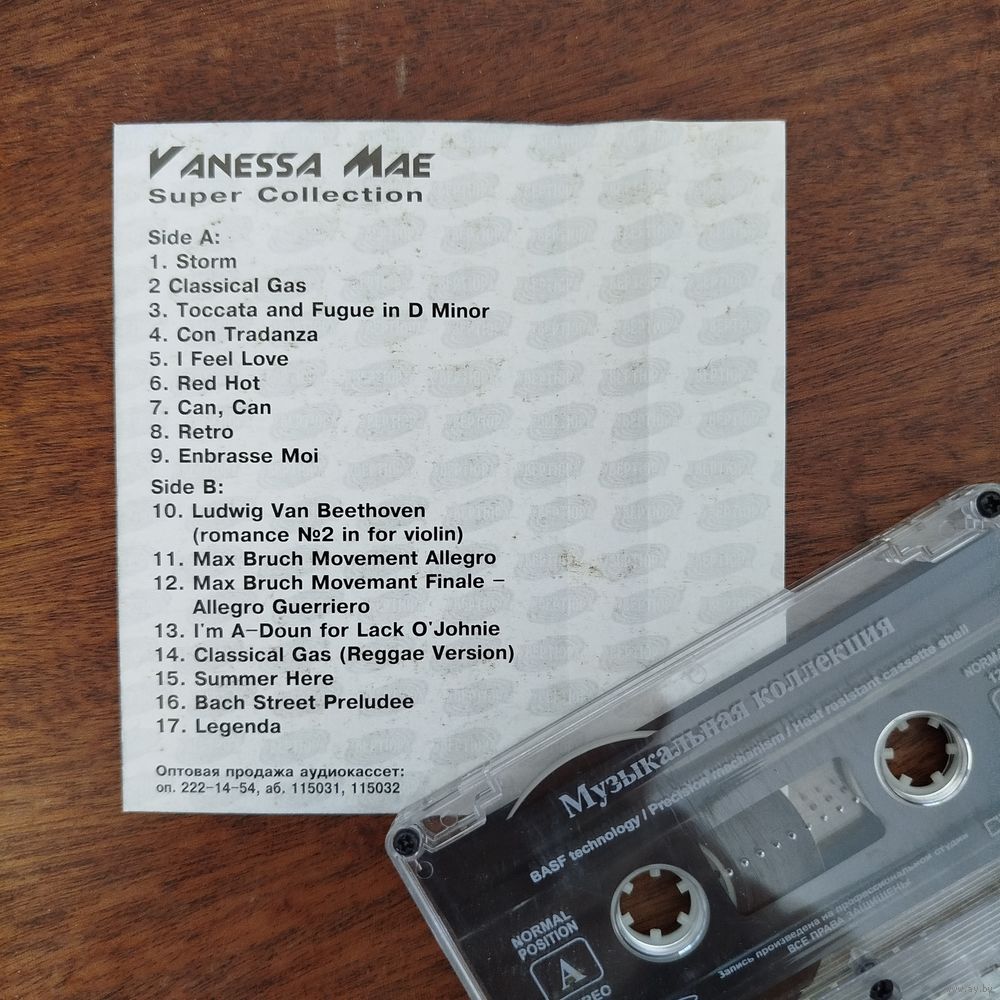 VANESSA MAE
Super Collection
Side A:
1. Storm
2 Classical Gas
3. Toccata and Fugue in D Minor
4. Con Tradanza
5. I Feel Love
6. Red Hot
7. Can, Can
8. Retro
9. Enbrasse Moi
Side B:
10. Ludwig Van Beethoven
(romance №2 in for violin)
11. Max Bruch Movement Allegro
12. Max Bruch Movemant Finale –
Allegro Guerriero
13. I'm A-Doun for Lack O'Johnie
14. Classical Gas (Reggae Version)
15. Summer Here
16. Bach Street Preludee
17. Legenda
Оптовая продажа аудиокассет:
оп. 222-14-54, аб. 115031, 115032
Музыкальная коллекция
BASF technology / Precision mechanism / Heat resistant cassette shell
NORMAL
POSITION
A
Запись произведена на профессиональной студии
ВСЕ ПРАВА ЗАЩИЩЕНЫ
www.ay.by